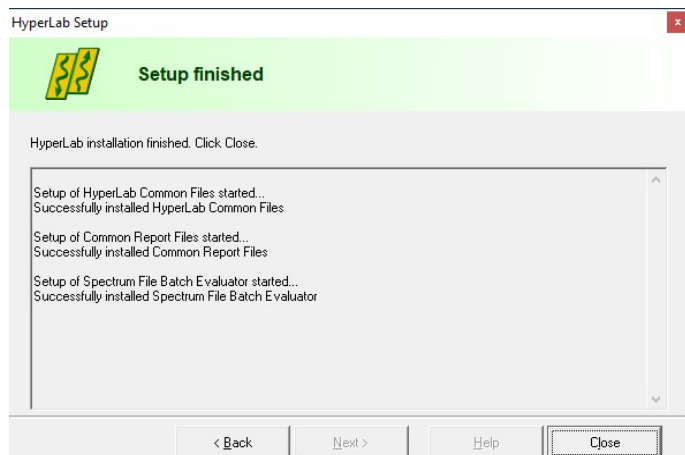 HyperLab Setup
x
Setup finished
HyperLab installation finished. Click Close.
Setup of HyperLab Common Files started...
Successfully installed HyperLab Common Files
Setup of Common Report Files started...
Successfully installed Common Report Files
Setup of Spectrum File Batch Evaluator started...
Successfully installed Spectrum File Batch Evaluator
< Back Next > Help Close